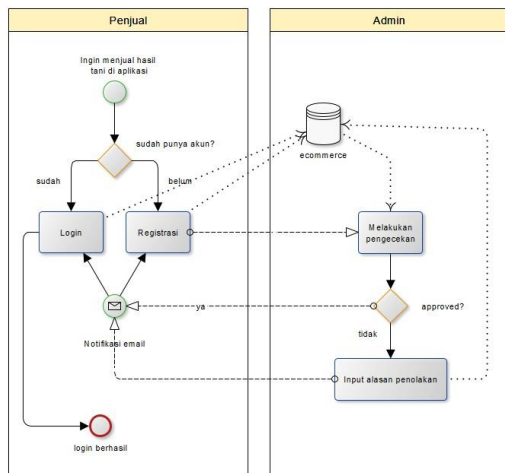 Penjual
Admin
Ingin menjual hasil
tani di aplikasi
sudah punya akun?
ecommerce
sudah
belum
Login
Registrasi
Melakukan
pengecekan
ya
approved?
Notifikasi email
tidak
Input alasan penolakan
login berhasil